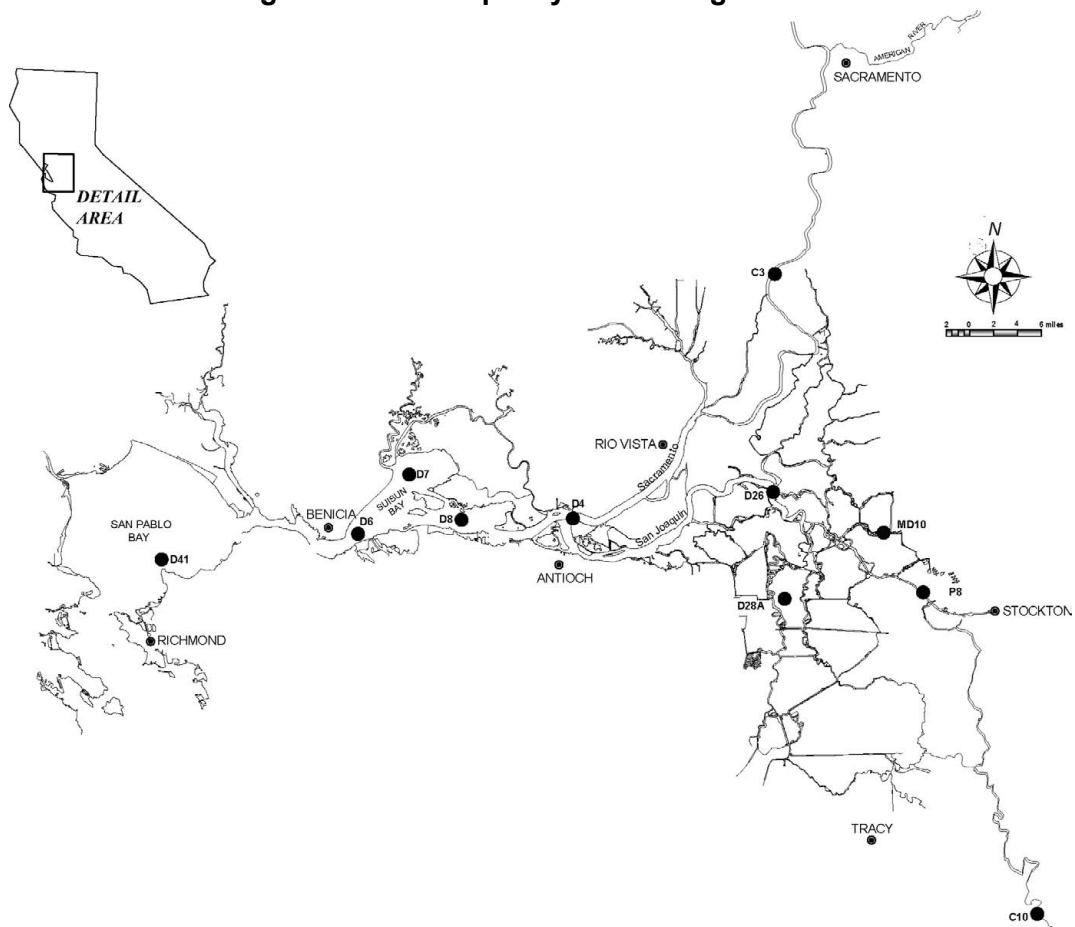 AMERICAN RIVER
SACRAMENTO
DETAIL
AREA
N
C3
2 0 2 4 6 miles
RIO VISTA
Sacramento
D7
SUISUN
BAY
D26
BENICIA
D8
D4
SAN PABLO
BAY
D6
San Joaquin
MD10
D41
ANTIOCH
P8
D28A
STOCKTON
RICHMOND
TRACY
C10